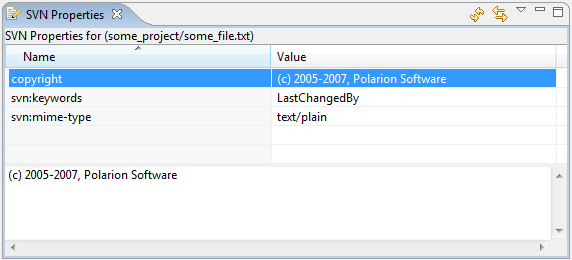 SVN Properties
SVN Properties for (some_project/some_file.txt)
Name Value
copyright (c) 2005-2007, Polarion Software
svn:keywords LastChangedBy
svn:mime-type text/plain
(c) 2005-2007, Polarion Software